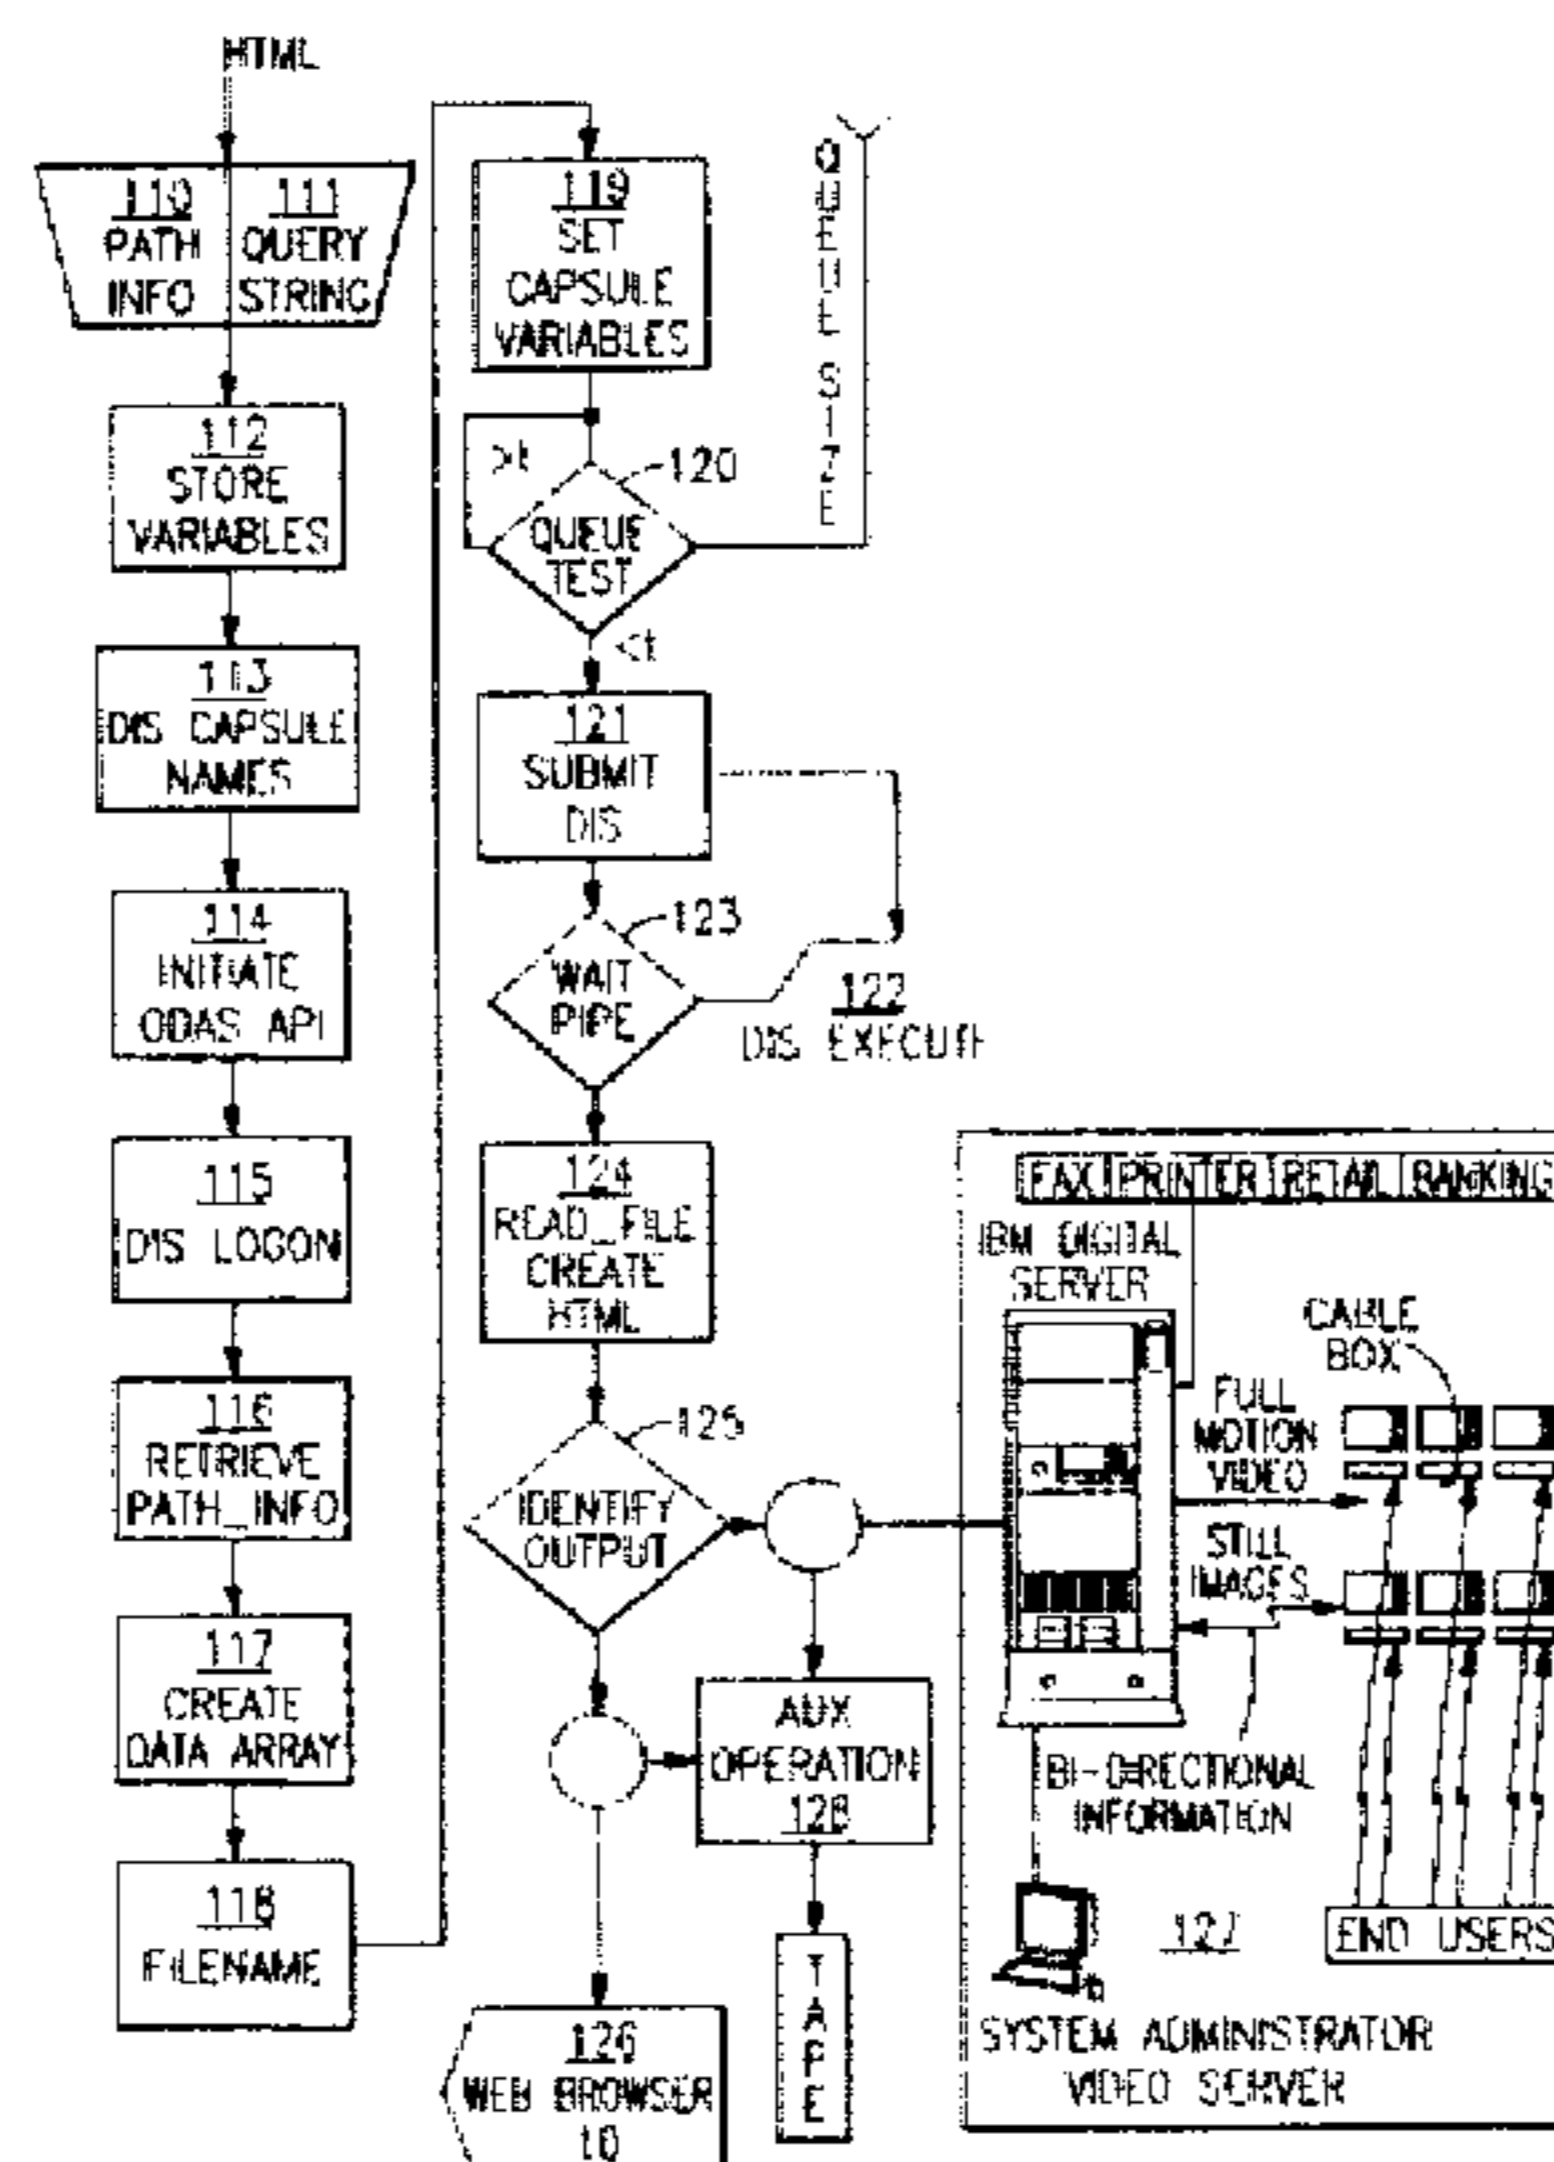 HTML
110
PATH
INFO
111
QUERY
STRING
112
STORE
VARIABLES
113
DIS CAPSULE
NAMES
114
INITIATE
ODAS API
115
DIS LOGON
116
RETRIEVE
PATH_INFO
117
CREATE
DATA ARRAY
118
FILENAME
119
SET
CAPSULE
VARIABLES
>t
120
QUEUE
TEST
<t
QUEUE SIZE
121
SUBMIT
DIS
123
WAIT
PIPE
122
DIS EXECUTE
124
READ_FILE
CREATE
HTML
125
IDENTIFY
OUTPUT
AUX
OPERATION
128
TAPE
126
WEB BROWSER
10
FAX PRINTER RETAIL BANKING
IBM DIGITAL
SERVER
CABLE
BOX
FULL
MOTION
VIDEO
STILL
IMAGES
BI-DIRECTIONAL
INFORMATION
127
END USERS
SYSTEM ADMINISTRATOR
VIDEO SERVER